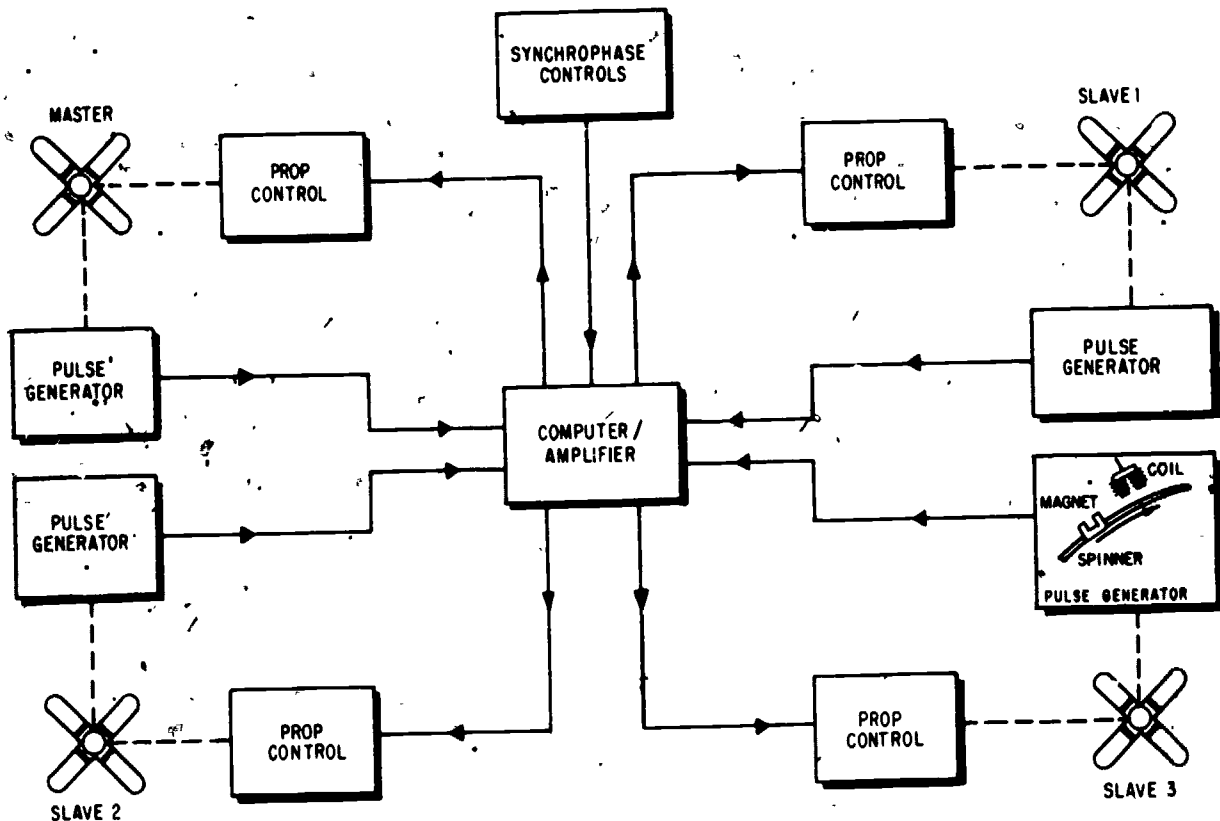 SYNCHROPHASE
CONTROLS
MASTER
SLAVE 1
PROP
CONTROL
PROP
CONTROL
PULSE
GENERATOR
PULSE
GENERATOR
COMPUTER/
AMPLIFIER
PULSE
GENERATOR
COIL
MAGNET
SPINNER
PULSE GENERATOR
PROP
CONTROL
PROP
CONTROL
SLAVE 2
SLAVE 3